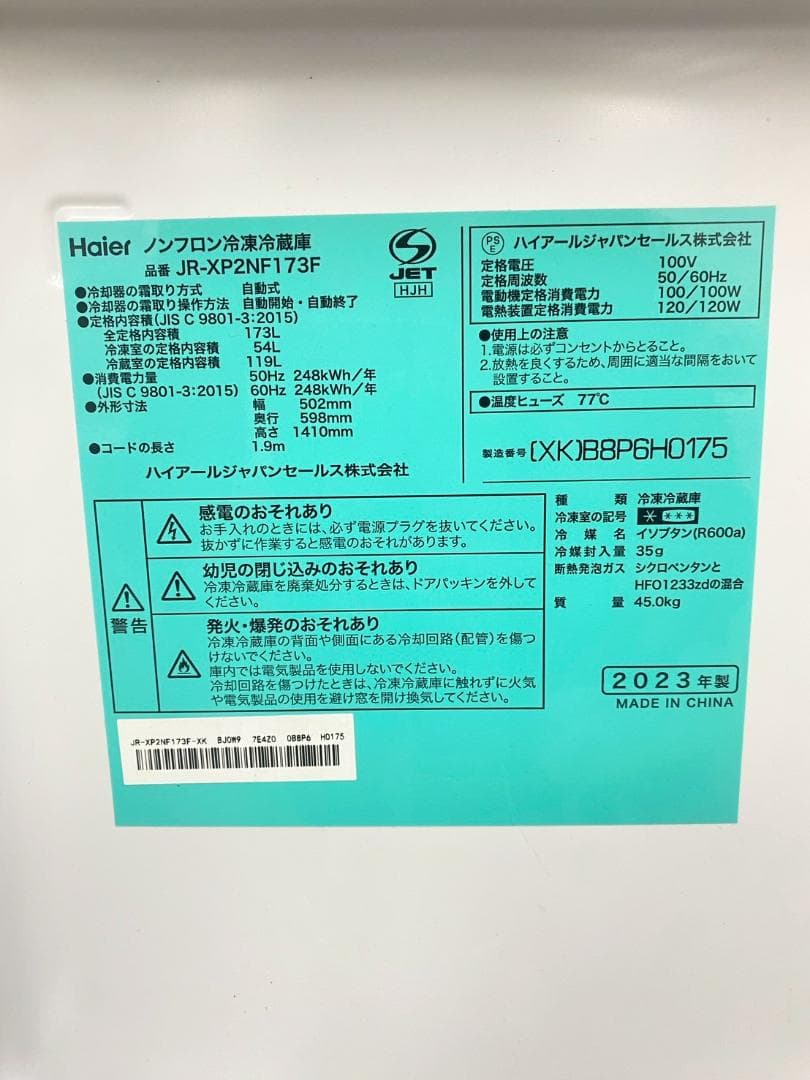 Haier ノンフロン冷凍冷蔵庫
品番 JR-XP2NF173F
S JET
HJH
●冷却器の霜取り方式 自動式
●冷却器の霜取り操作方法 自動開始・自動終了
●定格内容積(JIS C 9801-3:2015)
全定格内容積 173L
冷凍室の定格内容積 54L
冷蔵室の定格内容積 119L
●消費電力量 50Hz 248kWh/年
(JIS C 9801-3:2015) 60Hz 248kWh/年
●外形寸法 幅 502mm
奥行 598mm
高さ 1410mm
●コードの長さ 1.9m
ハイアールジャパンセールス株式会社
PSE ハイアールジャパンセールス株式会社
定格電圧 100V
定格周波数 50/60Hz
電動機定格消費電力 100/100W
電熱装置定格消費電力 120/120W
●使用上の注意
1.電源は必ずコンセントからとること。
2.放熱を良くするため、周囲に適当な間隔をおいて
設置すること。
●温度ヒューズ 77℃
製造番号 (XK)B8P6H0175
警告
感電のおそれあり
お手入れのときには、必ず電源プラグを抜いてください。
抜かずに作業すると感電のおそれがあります。
幼児の閉じ込みのおそれあり
冷凍冷蔵庫を廃棄処分するときは、ドアパッキンを外して
ください。
発火・爆発のおそれあり
冷凍冷蔵庫の背面や側面にある冷却回路(配管)を傷つ
けないでください。
庫内では電気製品を使用しないでください。
冷却回路を傷つけたときは、冷凍冷蔵庫に触れずに火気
や電気製品の使用を避け窓を開け換気してください。
種類 冷凍冷蔵庫
冷凍室の記号 * ***
冷媒名 イソブタン(R600a)
冷媒封入量 35g
断熱発泡ガス シクロペンタンと
HFO1233zdの混合
質量 45.0kg
2023年製
MADE IN CHINA
JR-XP2NF173F-XK BJ0W9 7E4Z0 0B8P6 H0175